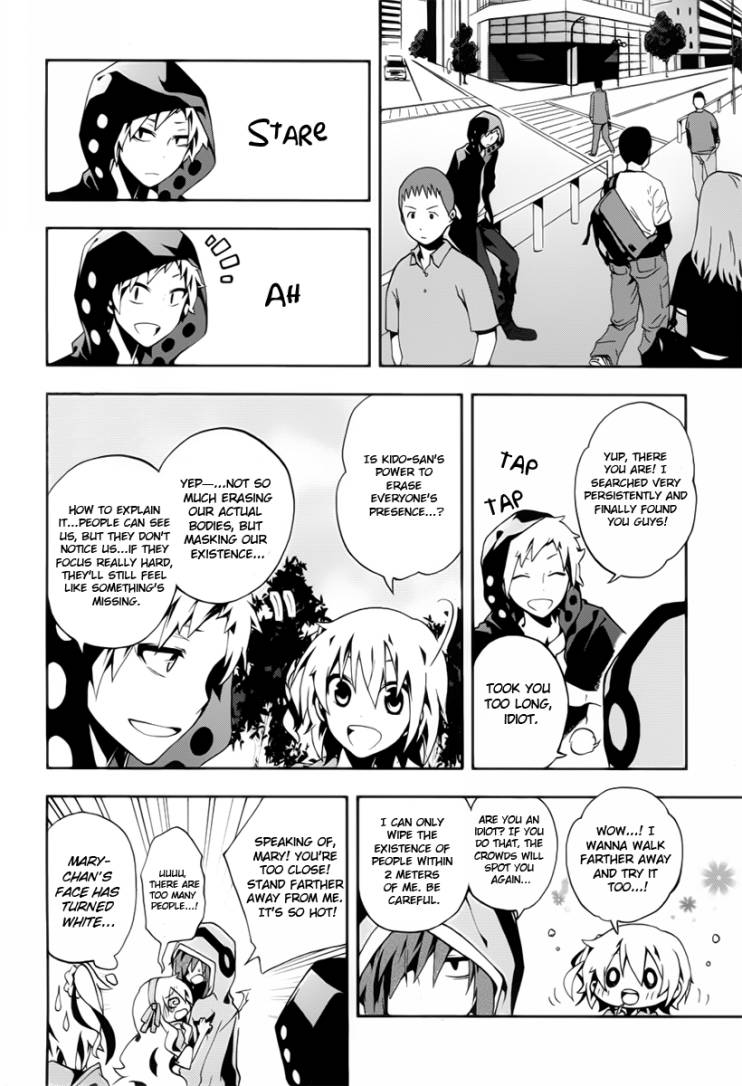 STARE
AH
YUP, THERE
YOU ARE! I
SEARCHED VERY
PERSISTENTLY AND
FINALLY FOUND
YOU GUYS!
TAP
TAP
TOOK YOU
TOO LONG,
IDIOT.
IS KIDO-SAN'S
POWER TO
ERASE
EVERYONE'S
PRESENCE...?
YEP—...NOT SO
MUCH ERASING
OUR ACTUAL
BODIES, BUT
MASKING OUR
EXISTENCE...
HOW TO EXPLAIN
IT...PEOPLE CAN SEE
US, BUT THEY DON'T
NOTICE US...IF THEY
FOCUS REALLY HARD,
THEY'LL STILL FEEL
LIKE SOMETHING'S
MISSING.
WOW...! I
WANNA WALK
FARTHER AWAY
AND TRY IT
TOO...!
ARE YOU AN
IDIOT? IF YOU
DO THAT, THE
CROWDS WILL
SPOT YOU
AGAIN...
I CAN ONLY
WIPE THE
EXISTENCE OF
PEOPLE WITHIN
2 METERS
OF ME. BE
CAREFUL.
SPEAKING OF,
MARY! YOU'RE
TOO CLOSE!
STAND FARTHER
AWAY FROM ME.
IT'S SO HOT!
UUUU,
THERE ARE
TOO MANY
PEOPLE...!
MARY-
CHAN'S
FACE HAS
TURNED
WHITE...